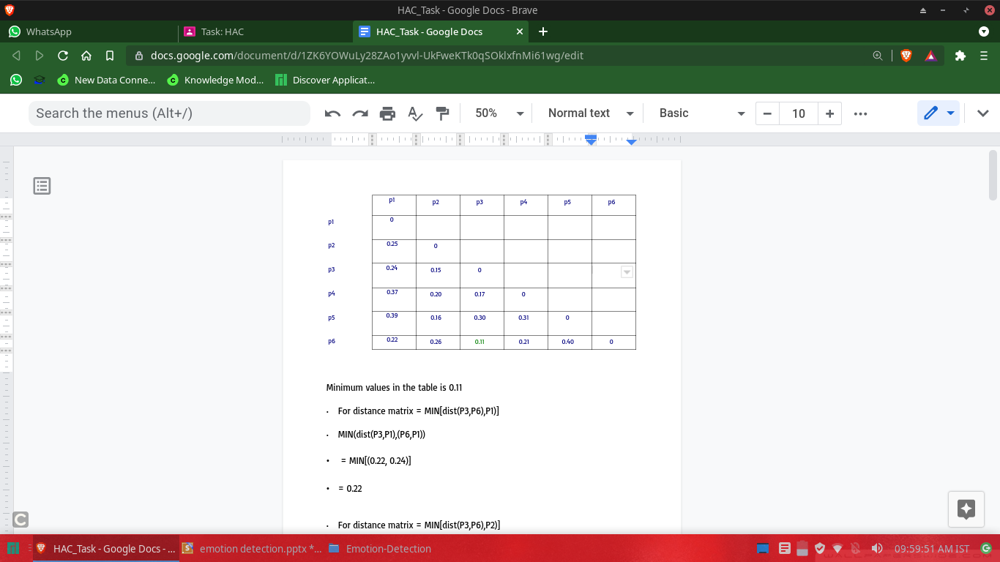 HAC_Task - Google Docs - Brave
WhatsApp
Task: HAC
HAC_Task - Google Docs
docs.google.com/document/d/1ZK6YOWuLy28ZAo1yvvl-UkFweKTk0qSOklxfnMi61wg/edit
New Data Conne...
Knowledge Mod...
Discover Applicat...
Search the menus (Alt+/)
50%
Normal text
Basic
10
p1 p2 p3 p4 p5 p6
p1 0
p2 0.25 0
p3 0.24 0.15 0
p4 0.37 0.20 0.17 0
p5 0.39 0.16 0.30 0.31 0
p6 0.22 0.26 0.11 0.21 0.40 0
Minimum values in the table is 0.11
• For distance matrix = MIN[dist(P3,P6),P1)]
• MIN(dist(P3,P1),(P6,P1))
• = MIN[(0.22, 0.24)]
• = 0.22
• For distance matrix = MIN[dist(P3,P6),P2)]
HAC_Task - Google Docs - ...
emotion detection.pptx *...
Emotion-Detection
09:59:51 AM IST